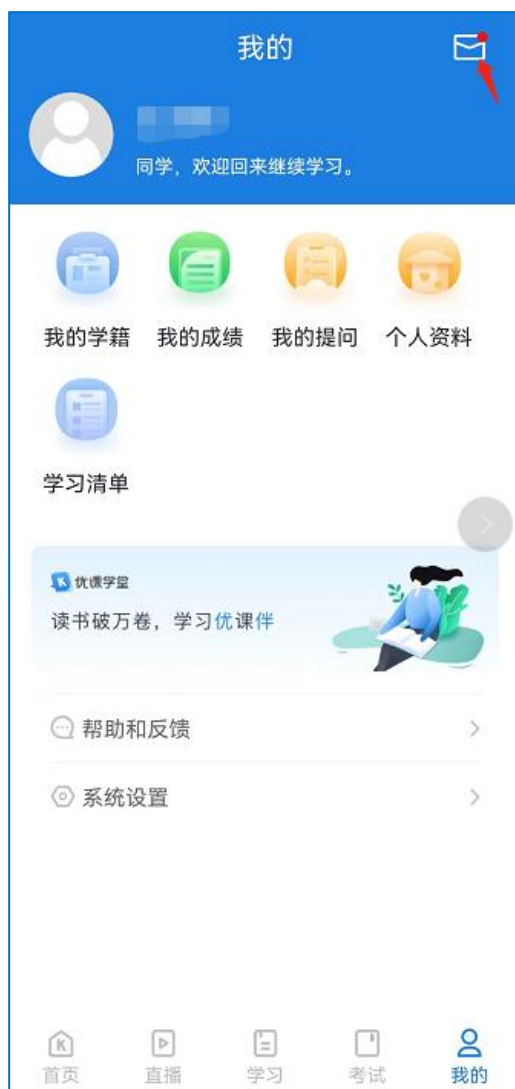 我的
同学，欢迎回来继续学习。
我的学籍 我的成绩 我的提问 个人资料
学习清单
K 优课学堂
读书破万卷，学习优课伴
帮助和反馈
系统设置
K
首页 直播 学习 考试 我的